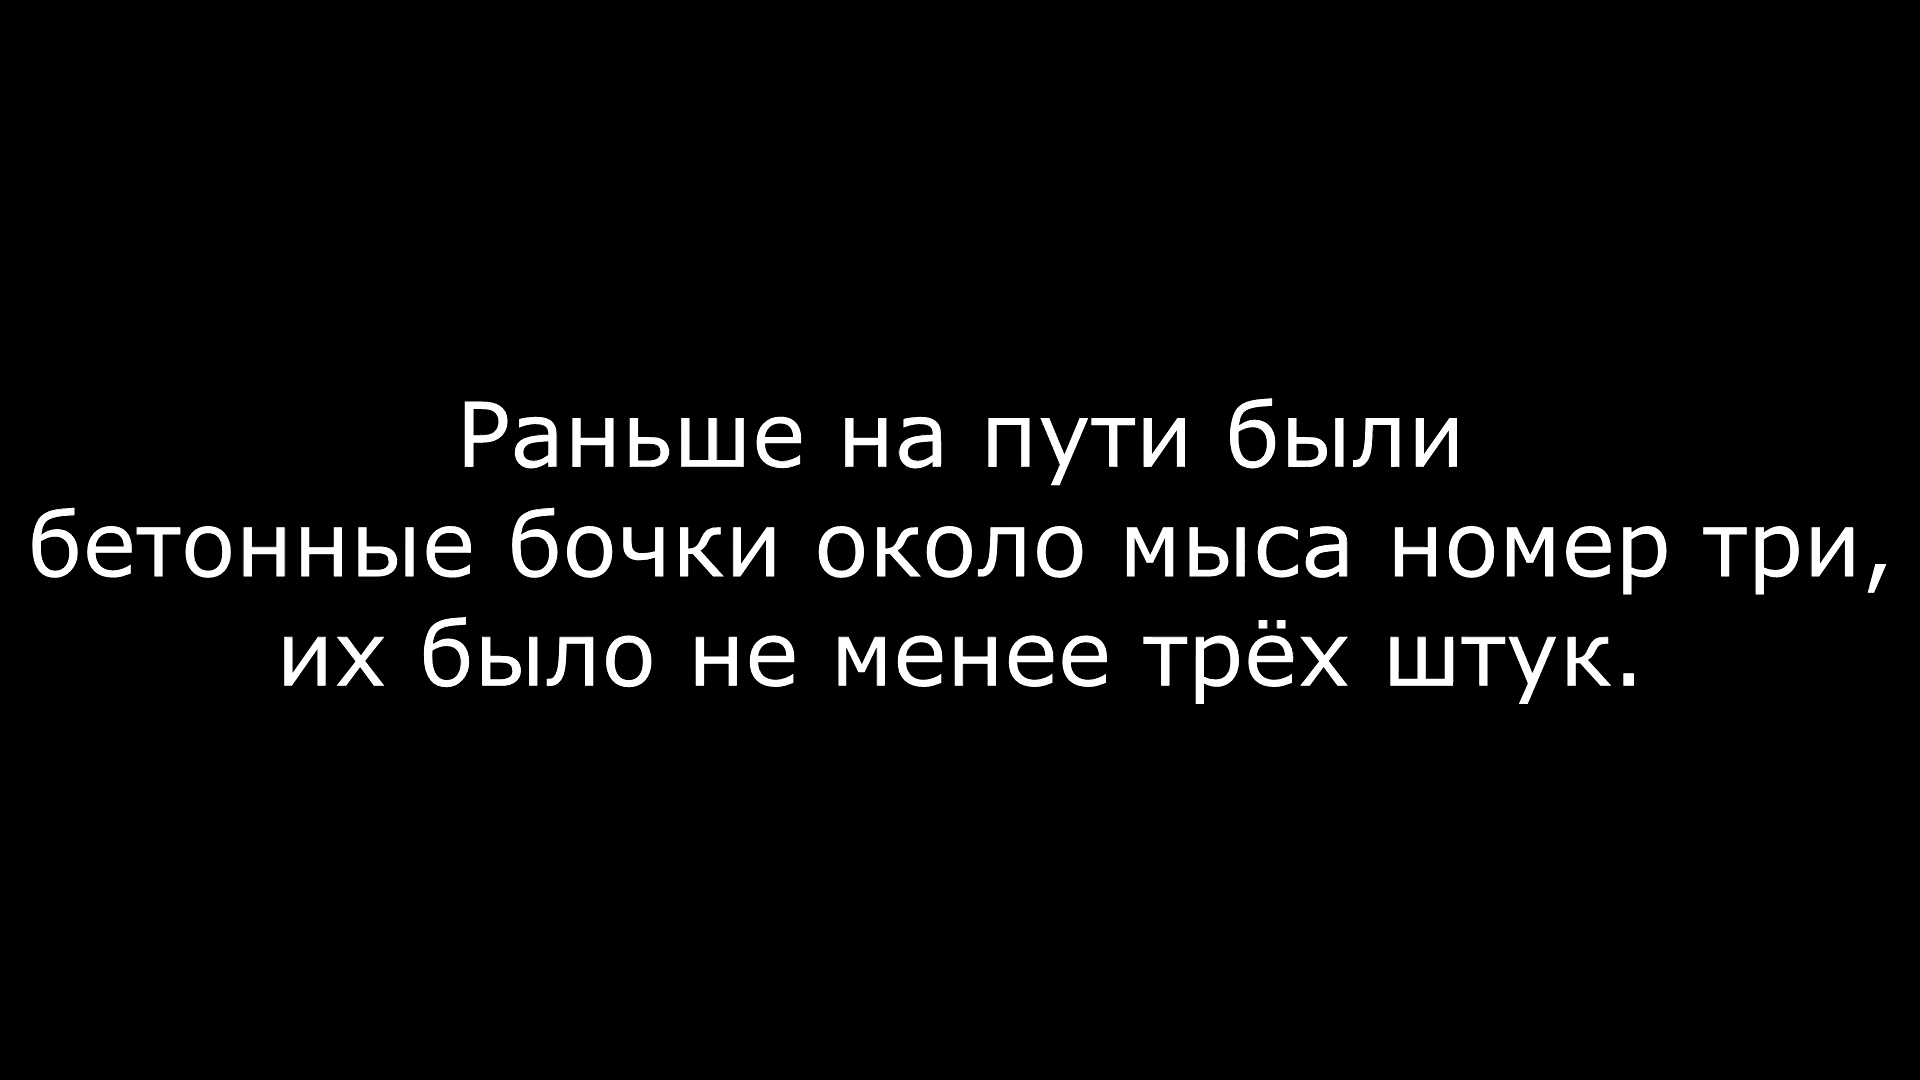 Раньше на пути были
бетонные бочки около мыса номер три,
их было не менее трёх штук.